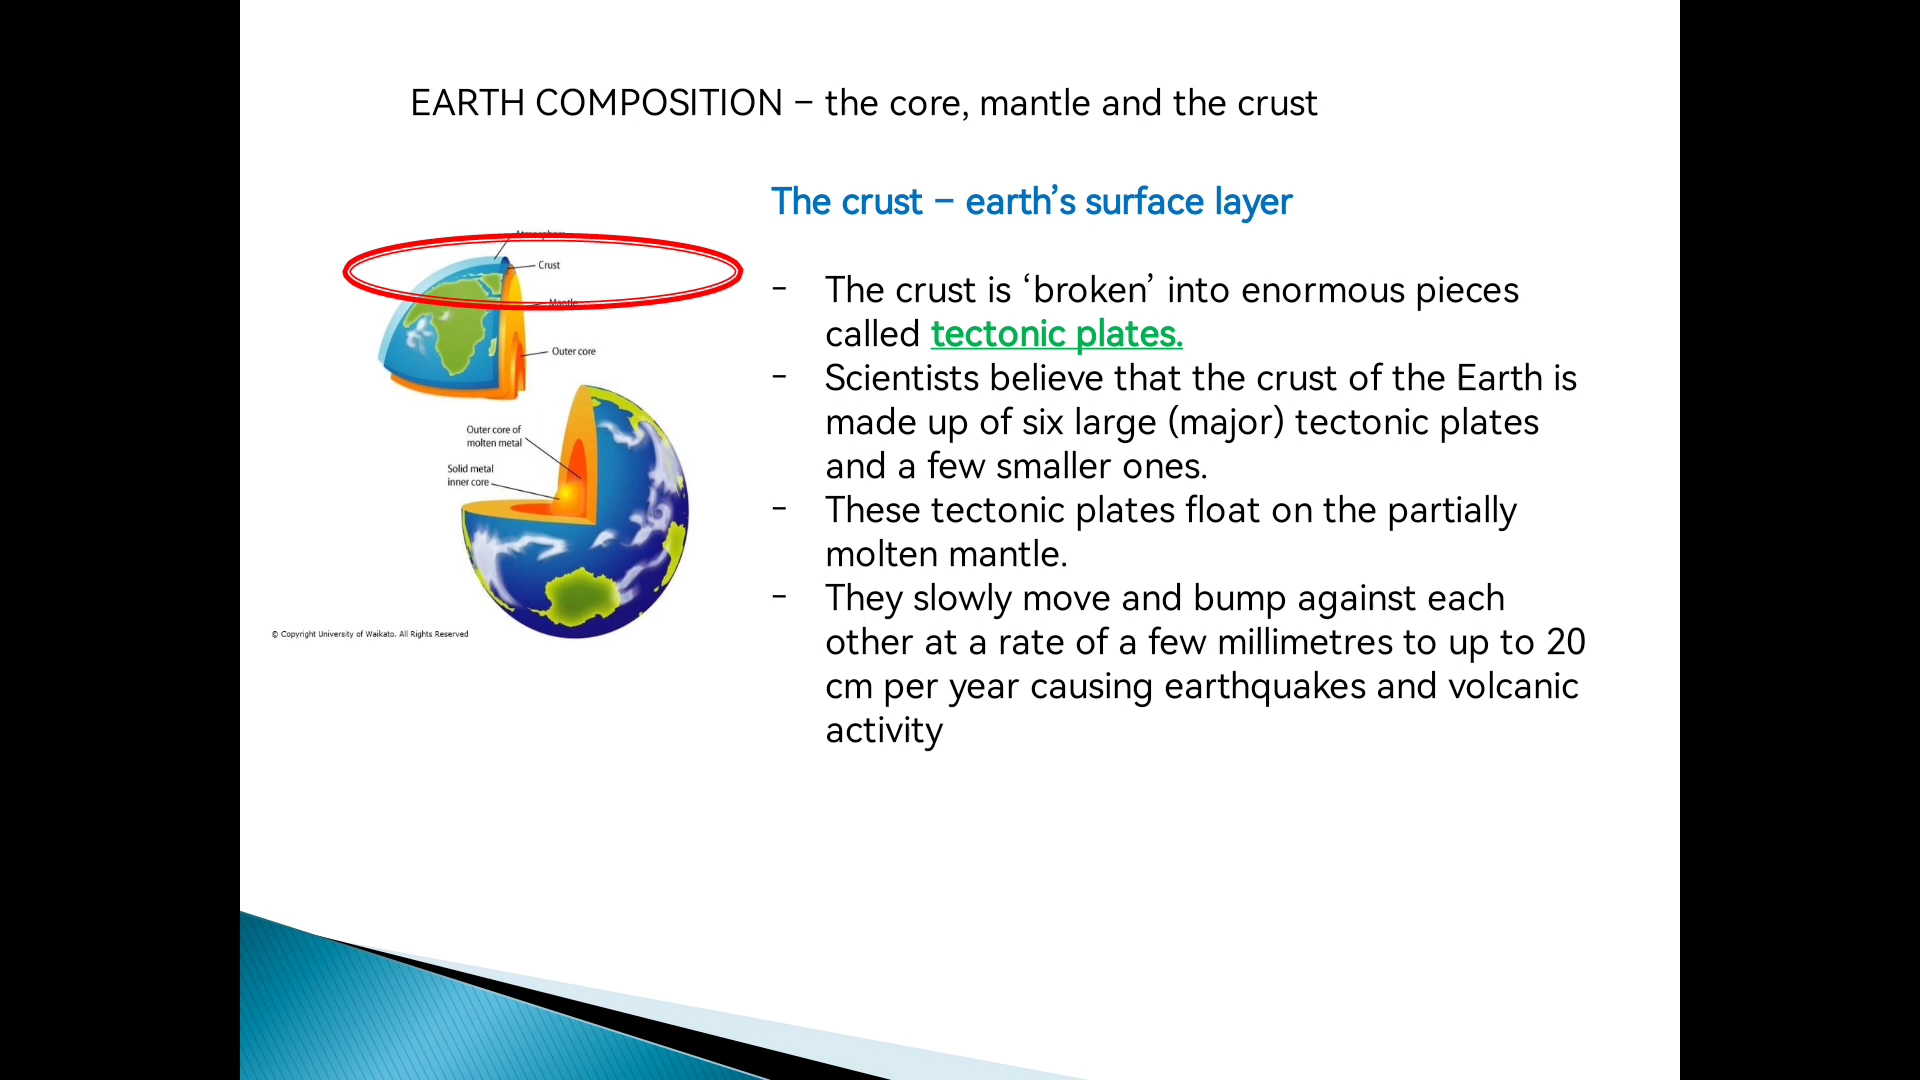 EARTH COMPOSITION – the core, mantle and the crust
The crust – earth’s surface layer
Atmosphere
Crust
Mantle
Outer core
Outer core of
molten metal
Solid metal
inner core
© Copyright University of Waikato. All Rights Reserved
- The crust is ‘broken’ into enormous pieces
called tectonic plates.
- Scientists believe that the crust of the Earth is
made up of six large (major) tectonic plates
and a few smaller ones.
- These tectonic plates float on the partially
molten mantle.
- They slowly move and bump against each
other at a rate of a few millimetres to up to 20
cm per year causing earthquakes and volcanic
activity